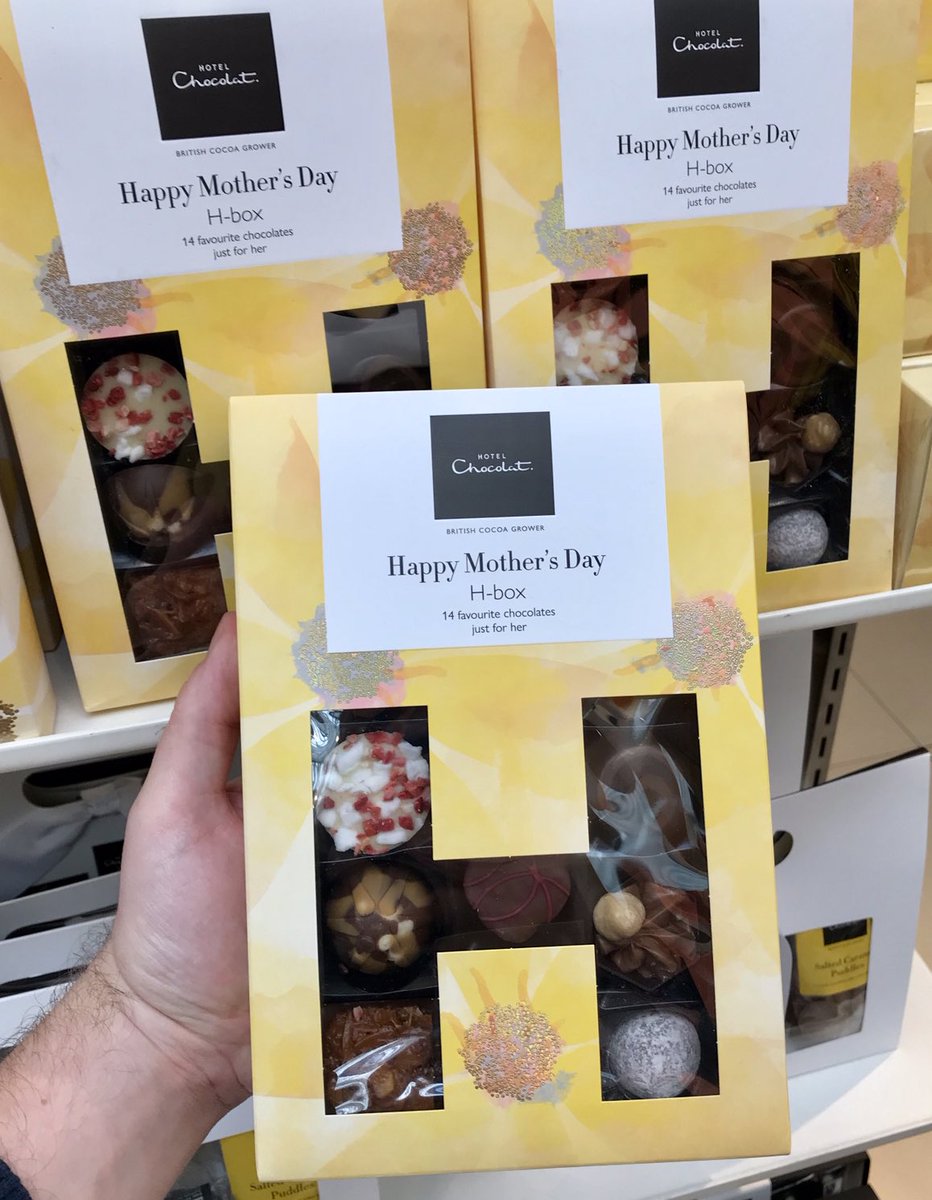 HOTEL
Chocolat.
BRITISH COCOA GROWER
Happy Mother's Day
H-box
14 favourite chocolates
just for her
HOTEL
Chocolat.
BRITISH COCOA GROWER
Happy Mother's Day
H-box
14 favourite chocolates
just for her
HOTEL
Chocolat.
BRITISH COCOA GROWER
Happy Mother's Day
H-box
14 favourite chocolates
just for her
Salted Caramel
Puddles
Salted
Puddles